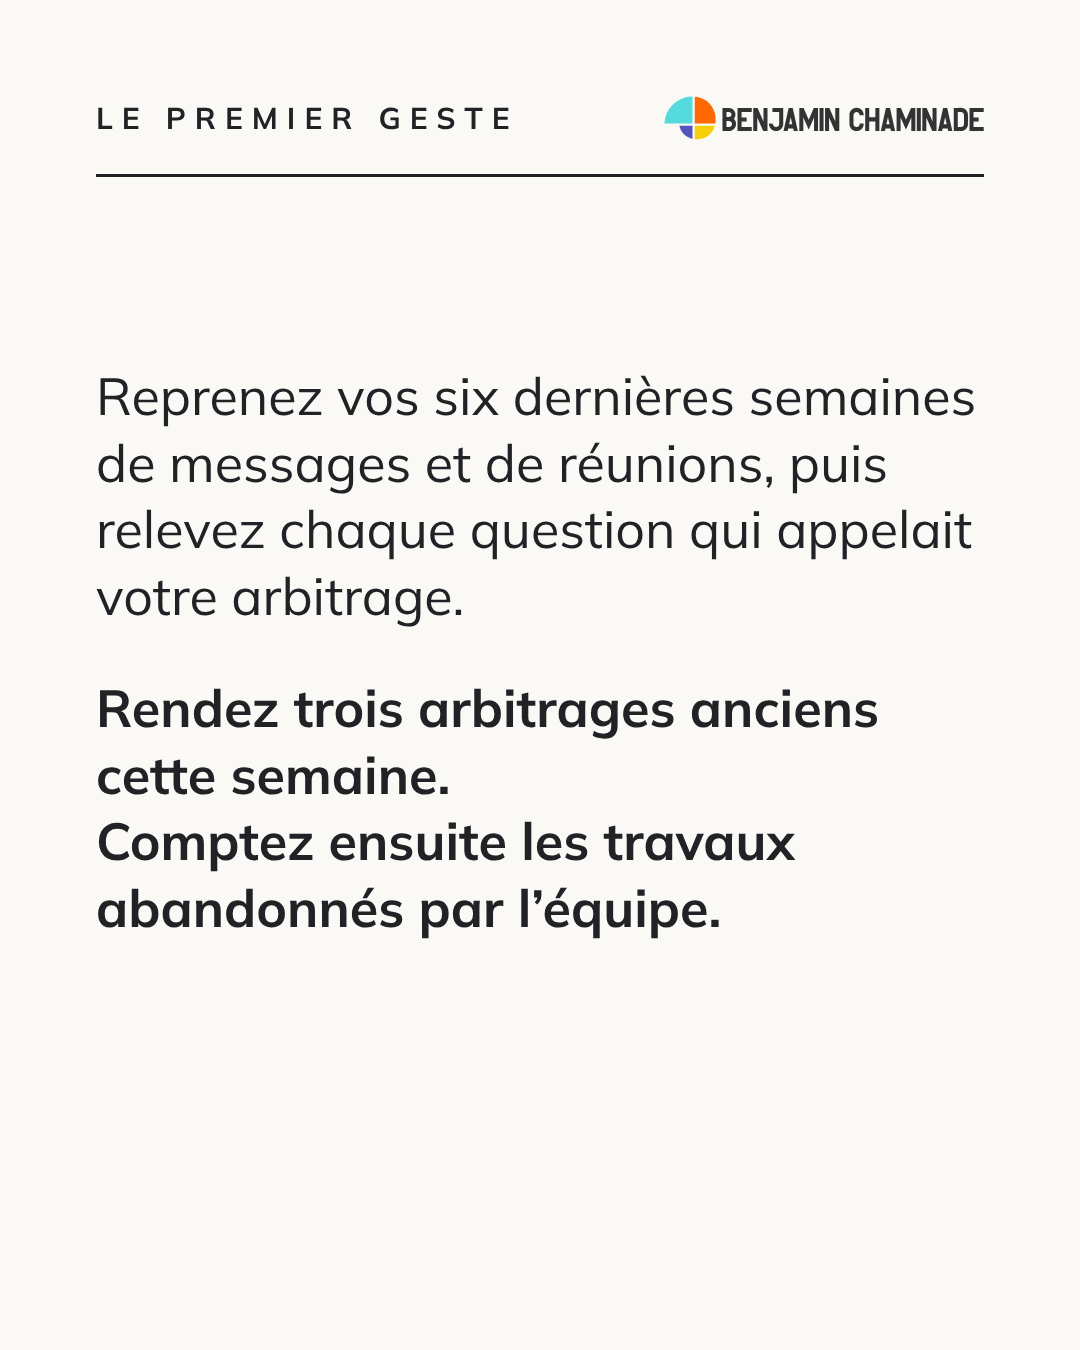 LE PREMIER GESTE
BENJAMIN CHAMINADE
Reprenez vos six dernières semaines
de messages et de réunions, puis
relevez chaque question qui appelait
votre arbitrage.
Rendez trois arbitrages anciens
cette semaine.
Comptez ensuite les travaux
abandonnés par l’équipe.